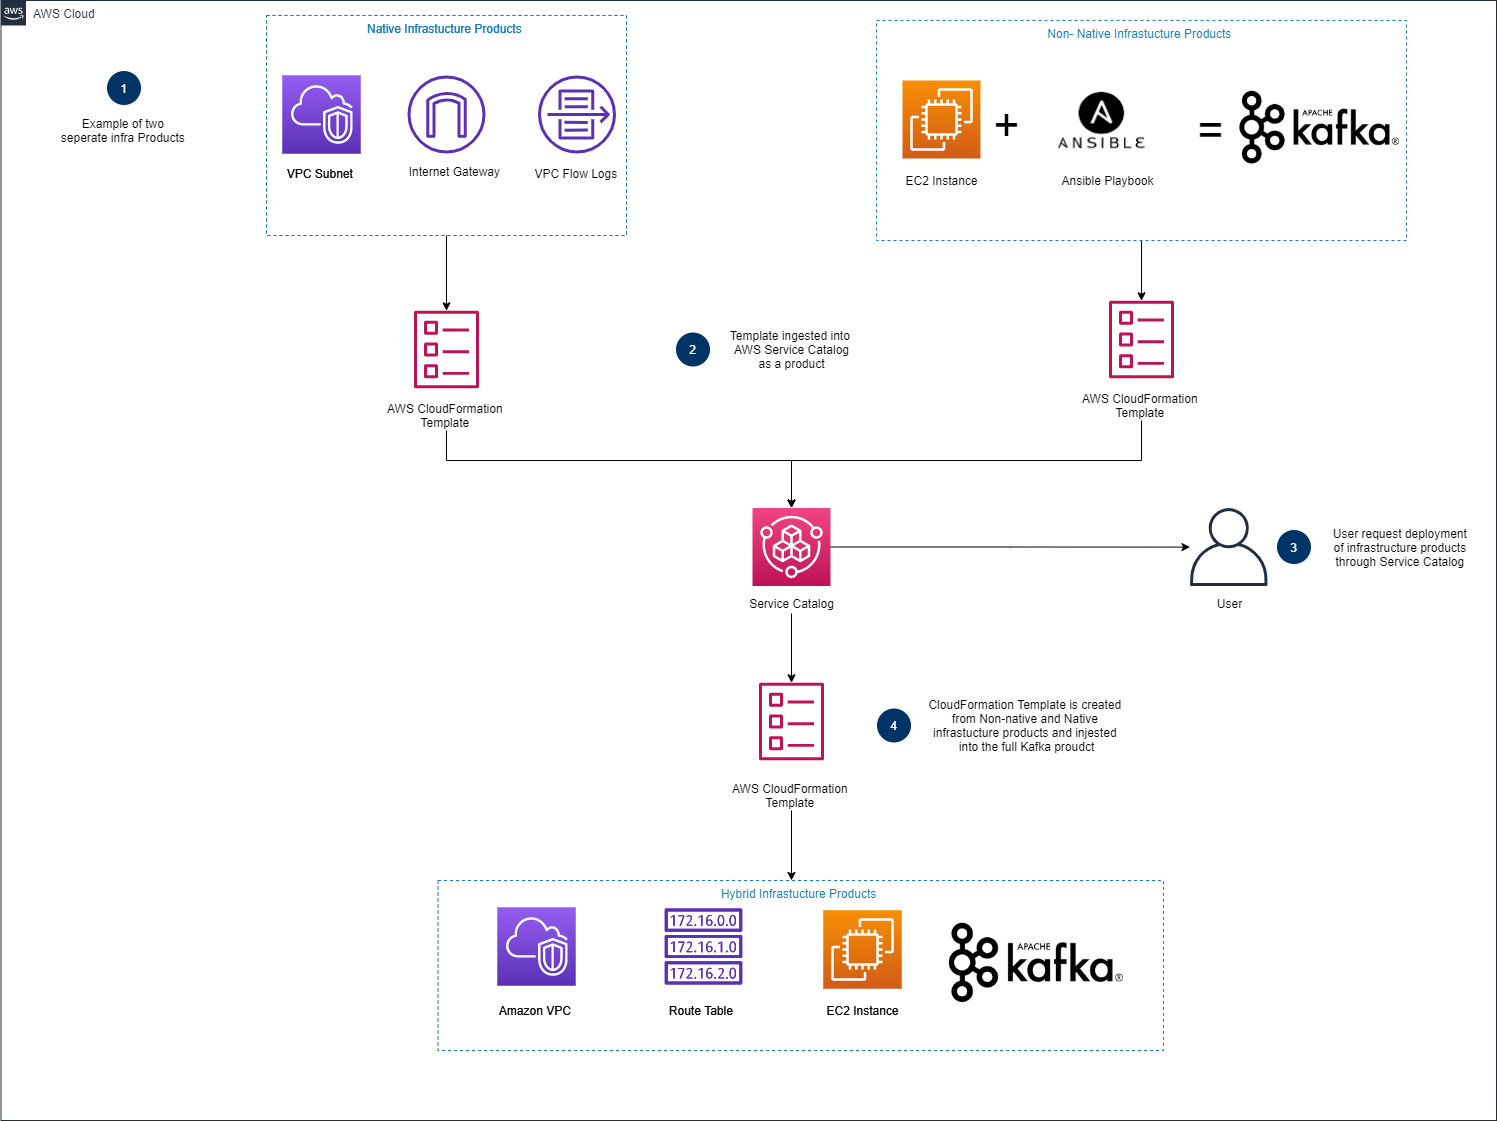 aws
AWS Cloud
Native Infrastucture Products
Non- Native Infrastucture Products
1
Example of two
seperate infra Products
VPC Subnet
Internet Gateway
VPC Flow Logs
+
ANSIBLE
=
APACHE
kafka®
EC2 Instance
Ansible Playbook
2
Template ingested into
AWS Service Catalog
as a product
AWS CloudFormation
Template
AWS CloudFormation
Template
Service Catalog
User
3
User request deployment
of infrastructure products
through Service Catalog
4
CloudFormation Template is created
from Non-native and Native
infrastucture products and injested
into the full Kafka proudct
AWS CloudFormation
Template
Hybrid Infrastucture Products
172.16.0.0
172.16.1.0
172.16.2.0
APACHE
kafka®
Amazon VPC
Route Table
EC2 Instance